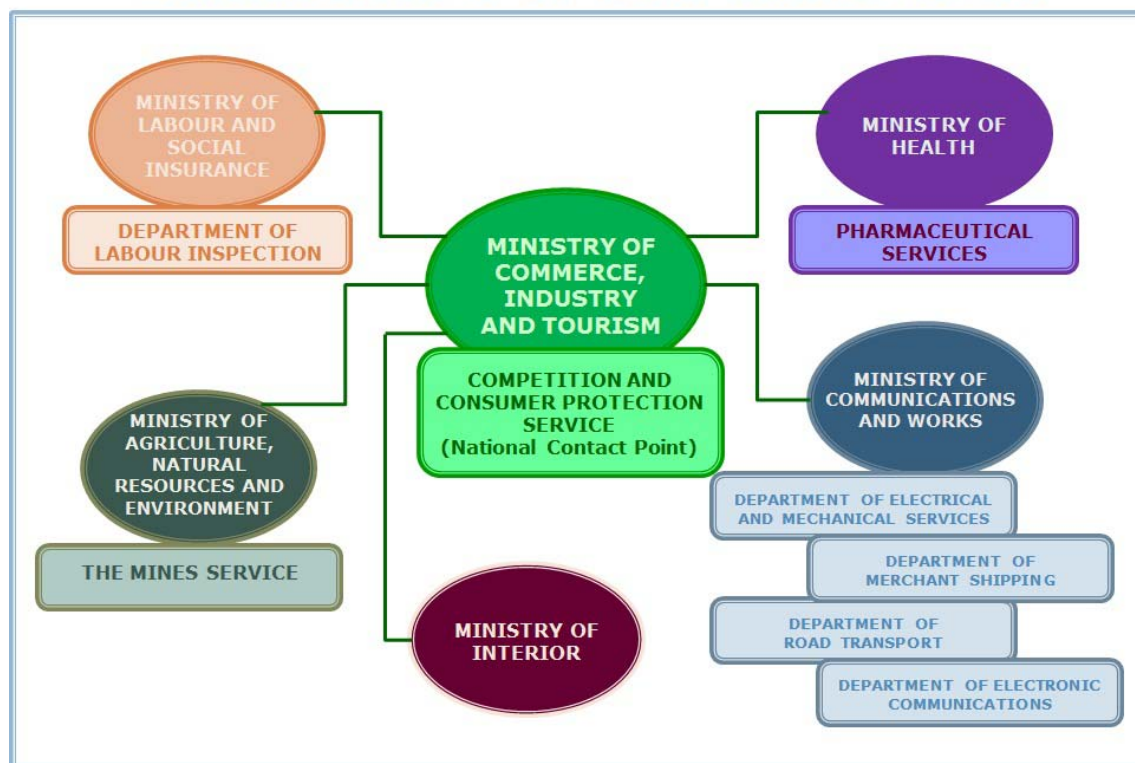 MINISTRY OF
LABOUR AND
SOCIAL
INSURANCE
DEPARTMENT OF
LABOUR INSPECTION
MINISTRY OF
HEALTH
PHARMACEUTICAL
SERVICES
MINISTRY OF
COMMERCE,
INDUSTRY
AND TOURISM
COMPETITION AND
CONSUMER PROTECTION
SERVICE
(National Contact Point)
MINISTRY OF
AGRICULTURE,
NATURAL
RESOURCES AND
ENVIRONMENT
THE MINES SERVICE
MINISTRY OF
INTERIOR
MINISTRY OF
COMMUNICATIONS
AND WORKS
DEPARTMENT OF ELECTRICAL
AND MECHANICAL SERVICES
DEPARTMENT OF
MERCHANT SHIPPING
DEPARTMENT OF
ROAD TRANSPORT
DEPARTMENT OF ELECTRONIC
COMMUNICATIONS